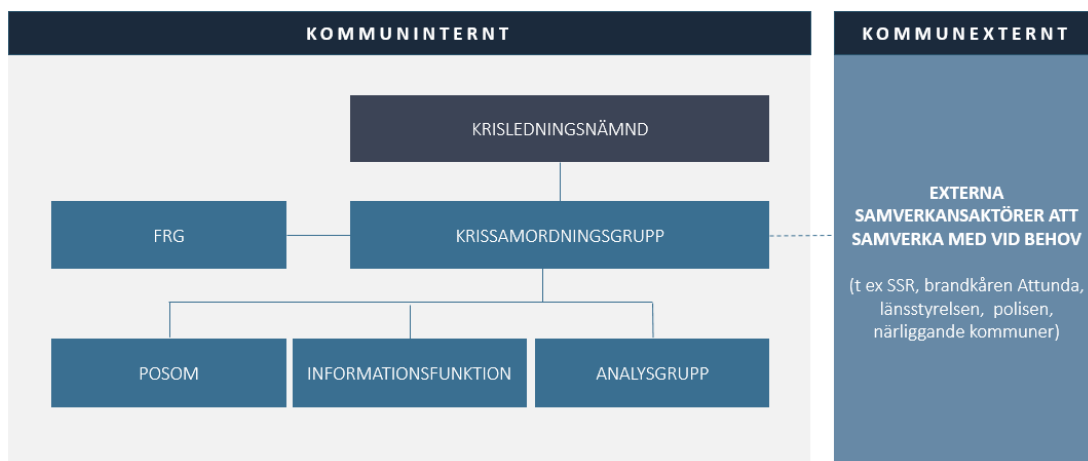 KOMMUNINTERNT
KOMMUNEXTERNT
KRISLEDNINGSNÄMND
FRG
KRISSAMORDNINGSGRUPP
POSOM
INFORMATIONSFUNKTION
ANALYSGRUPP
EXTERNA
SAMVERKANSAKTÖRER ATT
SAMVERKA MED VID BEHOV
(t ex SSR, brandkåren Attunda,
länsstyrelsen, polisen,
närliggande kommuner)